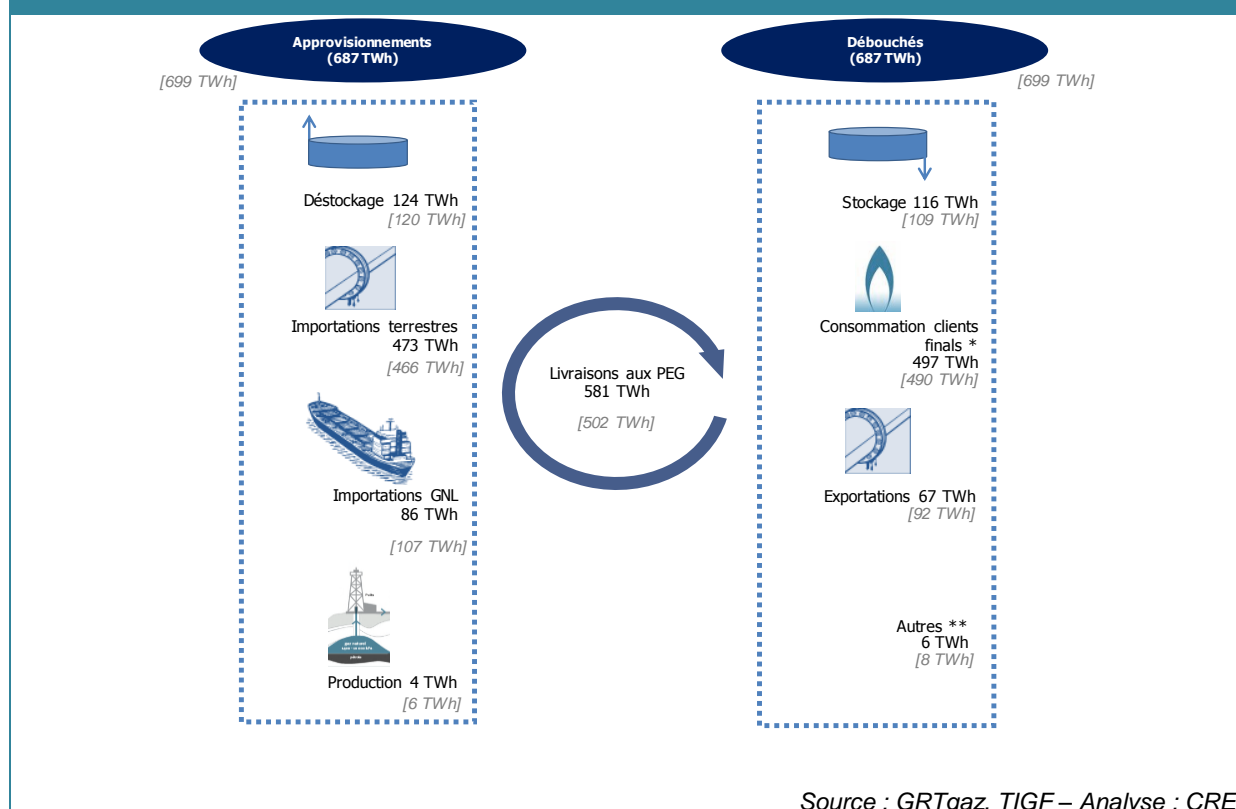 Approvisionnements
(687 TWh)
[699 TWh]
Déstockage 124 TWh
[120 TWh]
Importations terrestres
473 TWh
[466 TWh]
Importations GNL
86 TWh
[107 TWh]
Production 4 TWh
[6 TWh]
Livraisons aux PEG
581 TWh
[502 TWh]
Débouchés
(687 TWh)
[699 TWh]
Stockage 116 TWh
[109 TWh]
Consommation clients
finals *
497 TWh
[490 TWh]
Exportations 67 TWh
[92 TWh]
Autres **
6 TWh
[8 TWh]
Source : GRTgaz, TIGF – Analyse : CRE